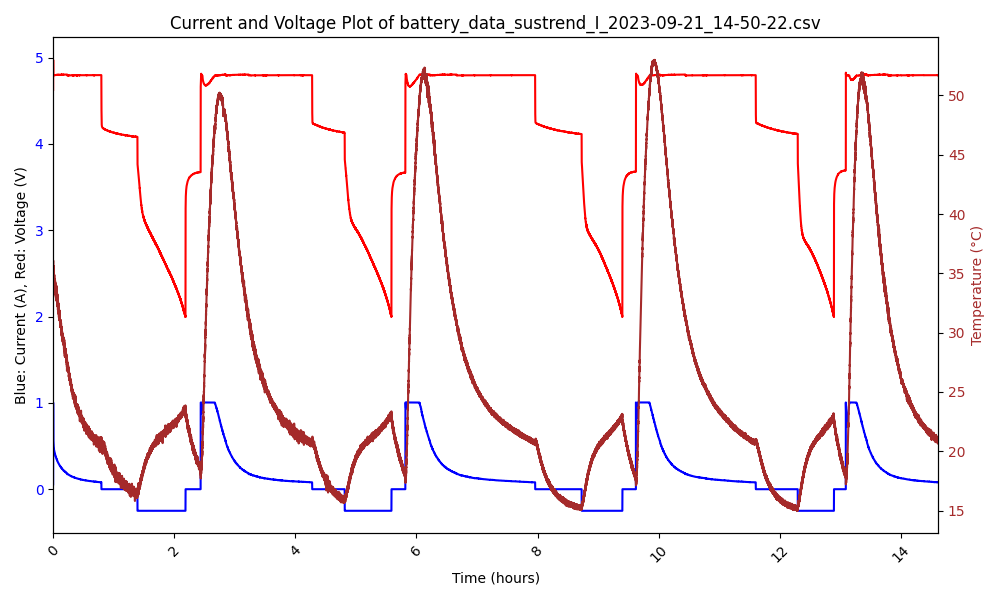 Current and Voltage Plot of battery_data_sustrend_I_2023-09-21_14-50-22.csv
Blue: Current (A), Red: Voltage (V)
5
4
3
2
1
0
50
45
40
35
30
25
20
15
Temperature (°C)
0 2 4 6 8 10 12 14
Time (hours)